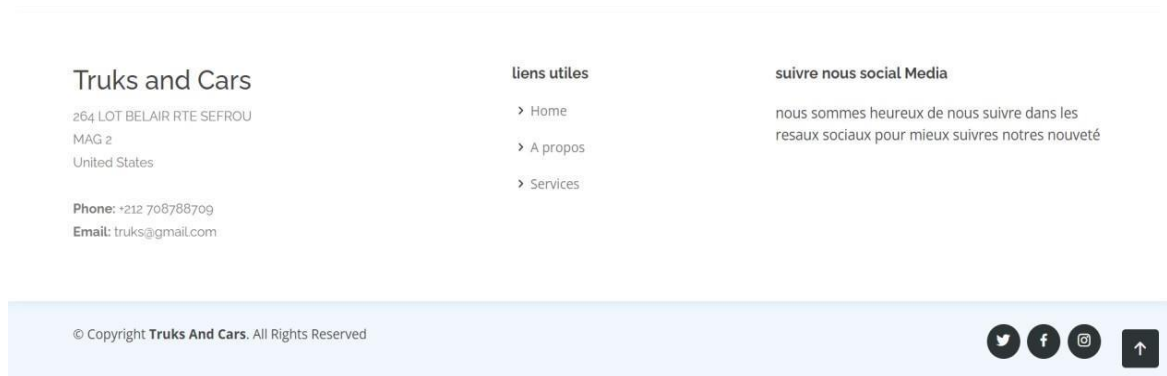 Truks and Cars
264 LOT BELAIR RTE SEFROU
MAG 2
United States
Phone: +212 708788709
Email: truks@gmail.com
liens utiles
Home
A propos
Services
suivre nous social Media
nous sommes heureux de nous suivre dans les
resaux sociaux pour mieux suivres notres nouveté
© Copyright Truks And Cars. All Rights Reserved